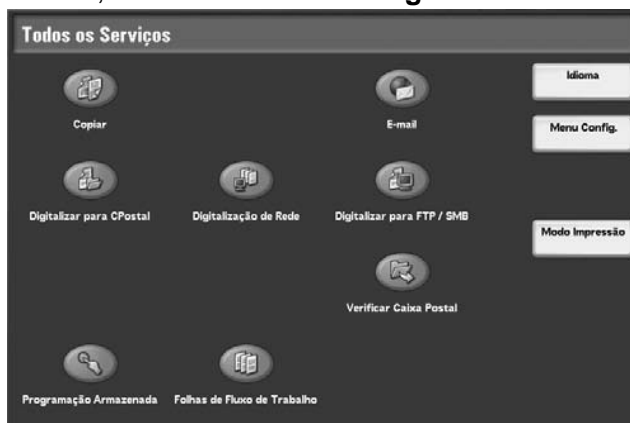 Todos os Serviços
Copiar
E-mail
Idioma
Menu Config.
Digitalizar para CPostal
Digitalização de Rede
Digitalizar para FTP / SMB
Modo Impressão
Verificar Caixa Postal
Programação Armazenada
Folhas de Fluxo de Trabalho